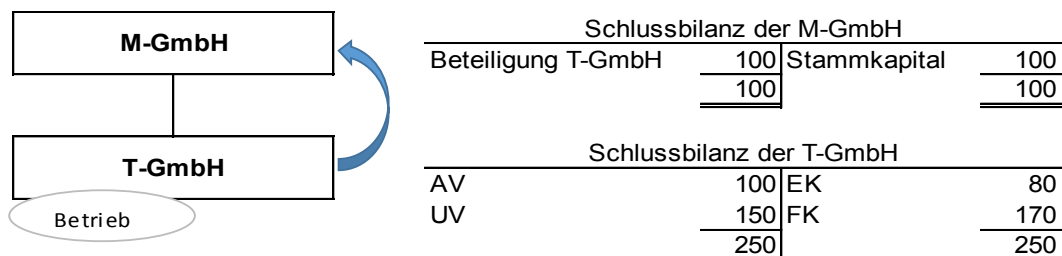 M-GmbH
T-GmbH
Betrieb
Schlussbilanz der M-GmbH
Beteiligung T-GmbH 100 Stammkapital 100
100 100
Schlussbilanz der T-GmbH
AV 100 EK 80
UV 150 FK 170
250 250